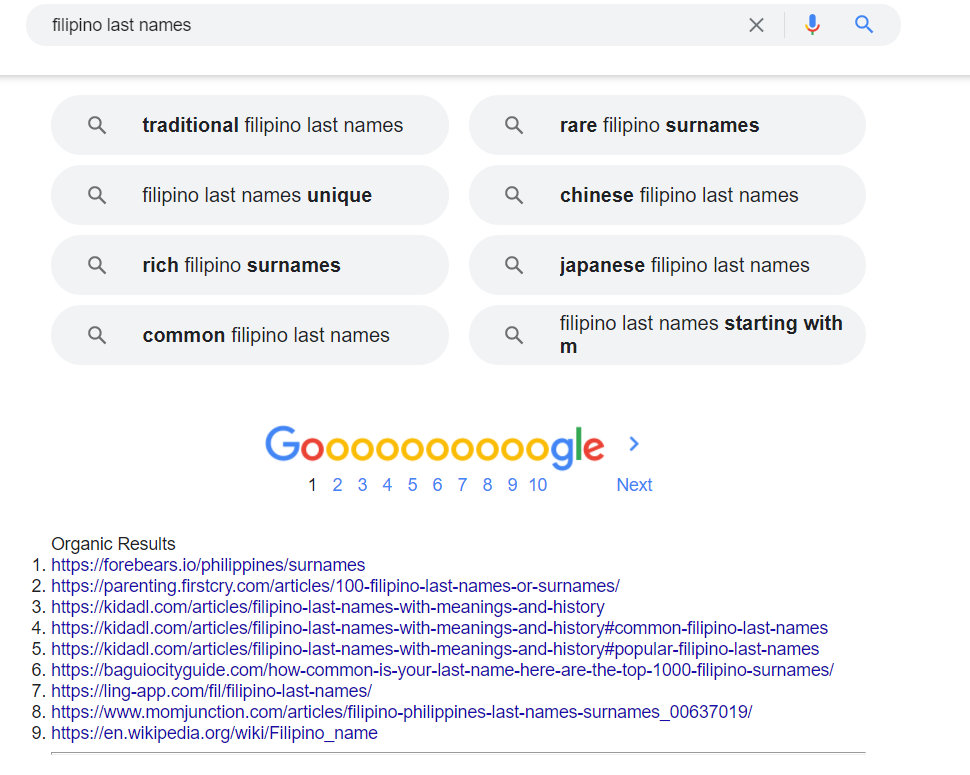 filipino last names
traditional filipino last names
rare filipino surnames
filipino last names unique
chinese filipino last names
rich filipino surnames
japanese filipino last names
common filipino last names
filipino last names starting with
m
Goooooooooogle
1 2 3 4 5 6 7 8 9 10 Next
Organic Results
1. https://forebears.io/philippines/surnames
2. https://parenting.firstcry.com/articles/100-filipino-last-names-or-surnames/
3. https://kidadl.com/articles/filipino-last-names-with-meanings-and-history
4. https://kidadl.com/articles/filipino-last-names-with-meanings-and-history#common-filipino-last-names
5. https://kidadl.com/articles/filipino-last-names-with-meanings-and-history#popular-filipino-last-names
6. https://baguiocityguide.com/how-common-is-your-last-name-here-are-the-top-1000-filipino-surnames/
7. https://ling-app.com/fil/filipino-last-names/
8. https://www.momjunction.com/articles/filipino-philippines-last-names-surnames_00637019/
9. https://en.wikipedia.org/wiki/Filipino_name